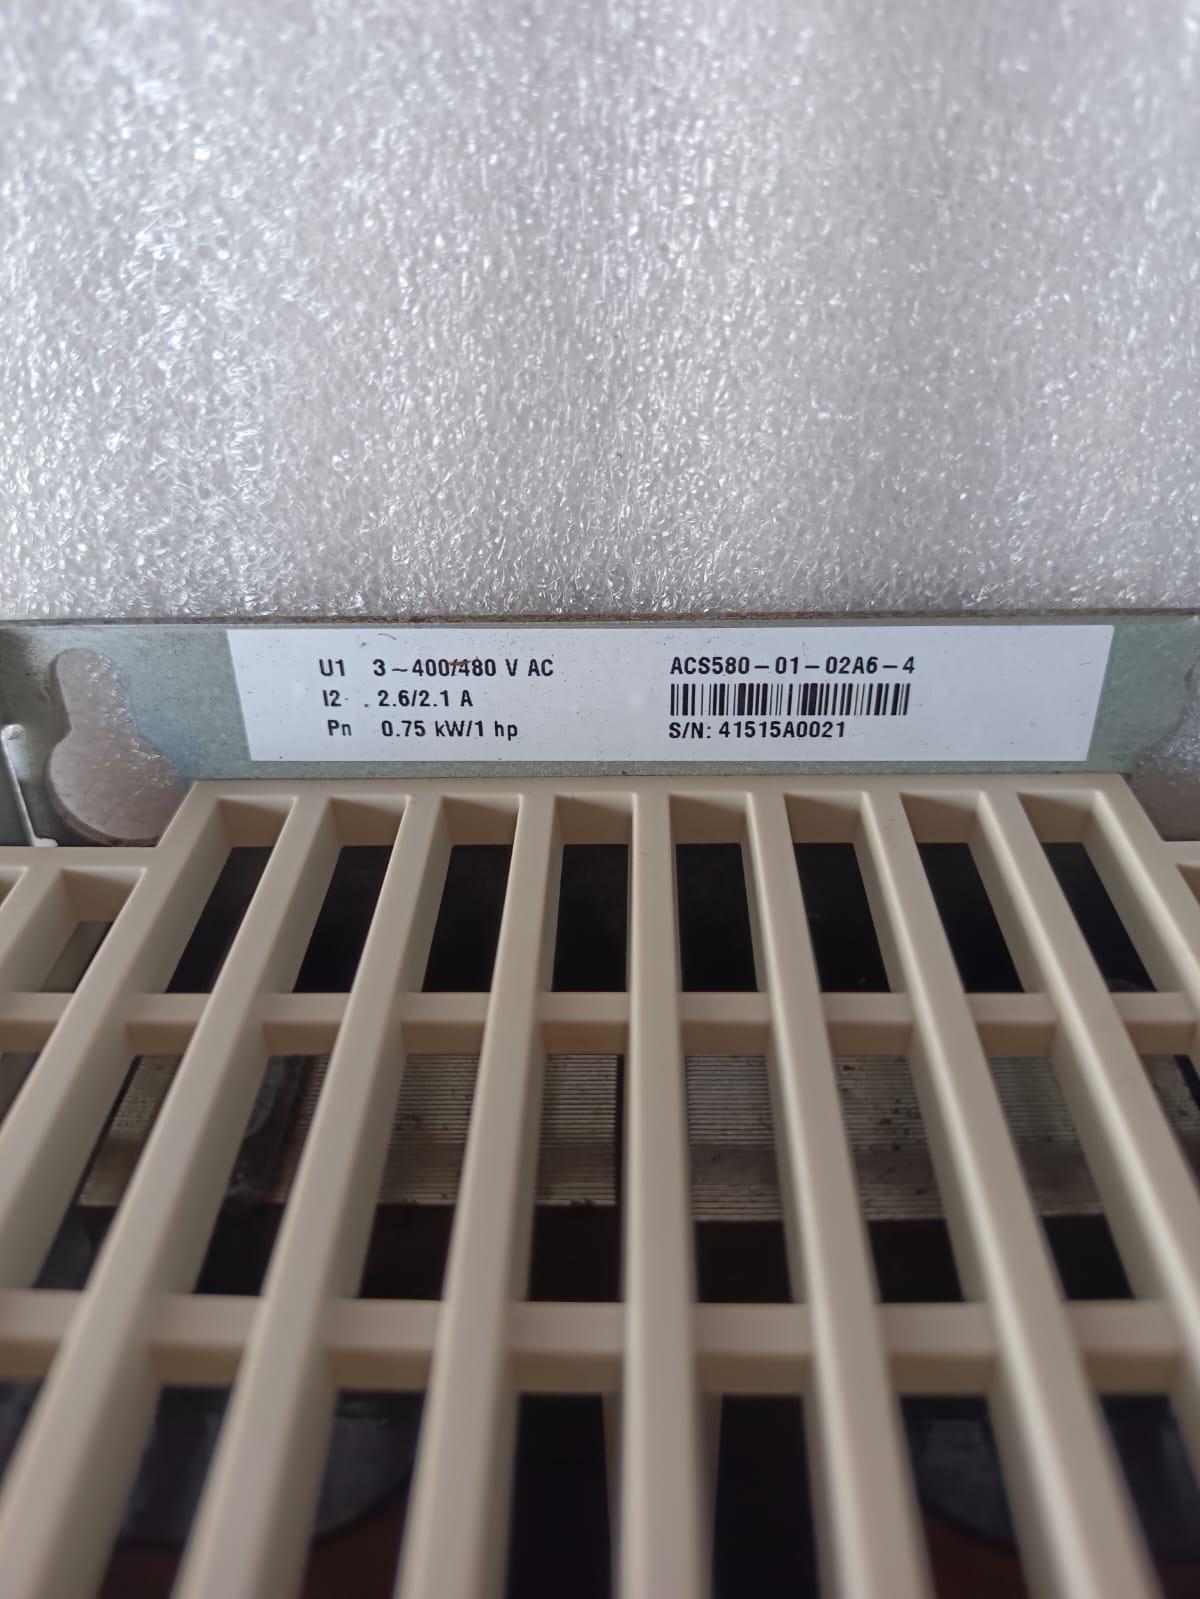 U1 3~400/480 V AC
I2 2.6/2.1 A
Pn 0.75 kW/1 hp
ACS580-01-02A6-4
S/N: 41515A0021